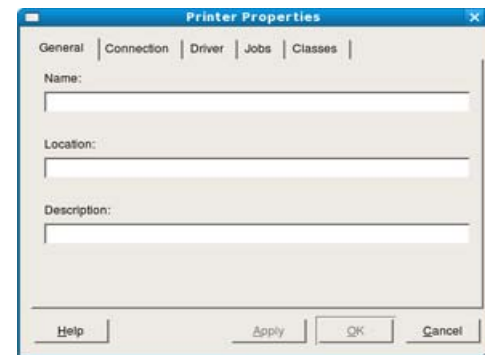 Printer Properties
General Connection Driver Jobs Classes
Name:
Location:
Description:
Help Apply OK Cancel